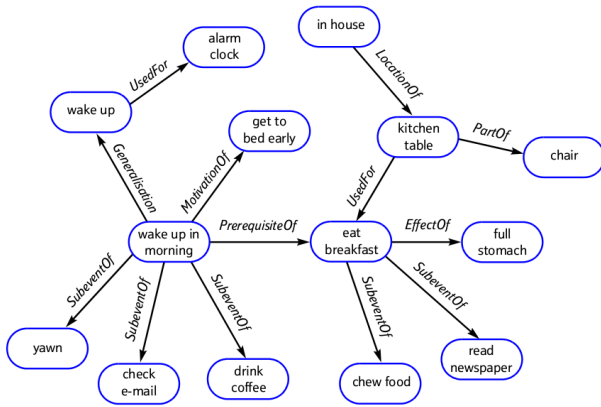 alarm
clock
in house
UsedFor
LocationOf
wake up
get to
bed early
kitchen
table
PartOf
chair
Generalisation
MotivationOf
UsedFor
wake up in
morning
PrerequisiteOf
eat
breakfast
EffectOf
full
stomach
SubeventOf
SubeventOf
SubeventOf
SubeventOf
SubeventOf
yawn
check
e-mail
drink
coffee
chew food
read
newspaper